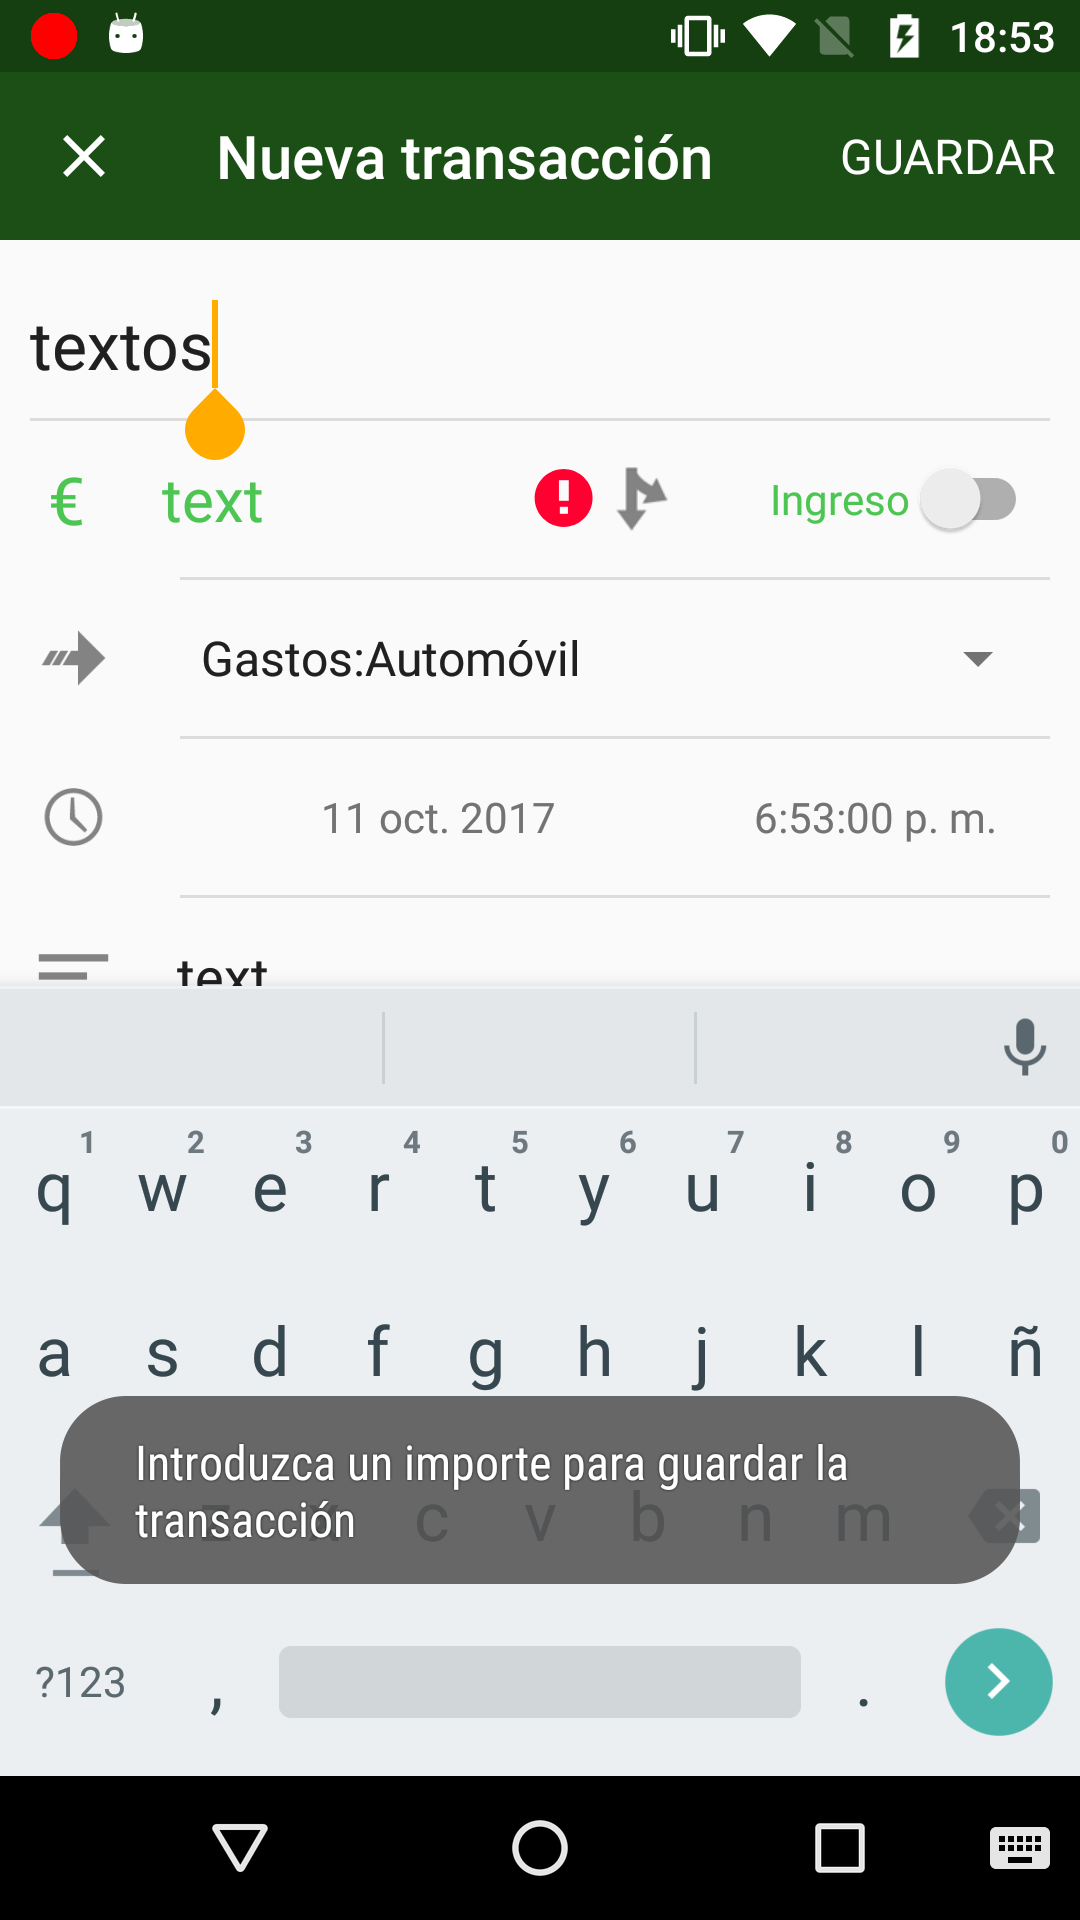 18:53
Nueva transacción
GUARDAR
textos
€ text
Ingreso
Gastos:Automóvil
11 oct. 2017
6:53:00 p. m.
text
1 2 3 4 5 6 7 8 9 0
q w e r t y u i o p
a s d f g h j k l ñ
Introduzca un importe para guardar la
transacción
z x c v b n m
?123 , .